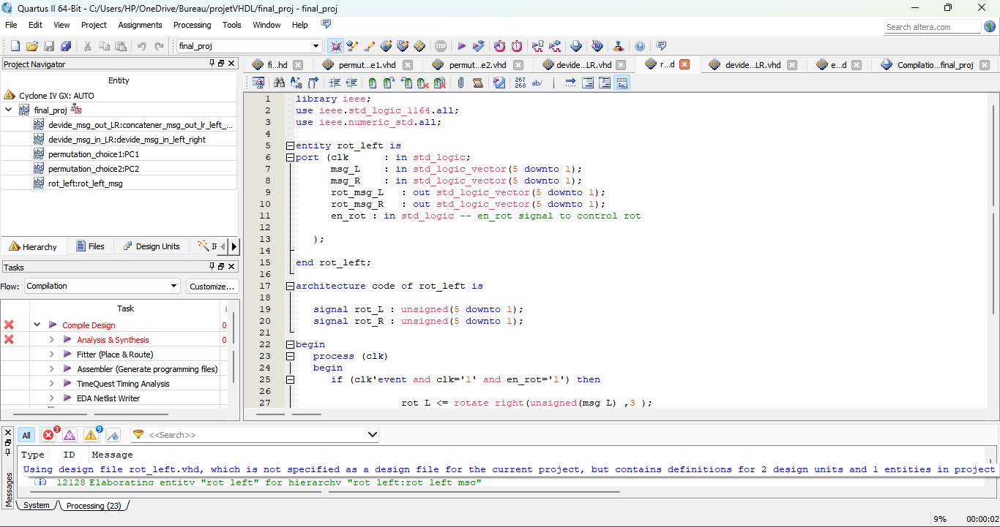 Quartus II 64-Bit - C:/Users/HP/OneDrive/Bureau/projetVHDL/final_proj - final_proj
File Edit View Project Assignments Processing Tools Window Help
Search altera.com
final_proj
Project Navigator
fi...hd permut...e1.vhd permut...e2.vhd devide...LR.vhd r...d devide...LR.vhd e...d Compilatio...final_proj
Entity
Cyclone IV GX: AUTO
final_proj
devide_msg_out_LR:concatener_msg_out_lr_left_...
devide_msg_in_LR:devide_msg_in_left_right
permutation_choice1:PC1
permutation_choice2:PC2
rot_left:rot_left_msg
Hierarchy Files Design Units
Tasks
Flow: Compilation Customize...
Task
Compile Design 0
Analysis & Synthesis 0
Fitter (Place & Route)
Assembler (Generate programming files)
TimeQuest Timing Analysis
EDA Netlist Writer
267
268
ab/
1 library ieee;
2 use ieee.std_logic_1164.all;
3 use ieee.numeric_std.all;
4
5 entity rot_left is
6 port (clk : in std_logic;
7 msg_L : in std_logic_vector(5 downto 1);
8 msg_R : in std_logic_vector(5 downto 1);
9 rot_msg_L : out std_logic_vector(5 downto 1);
10 rot_msg_R : out std_logic_vector(5 downto 1);
11 en_rot : in std_logic -- en_rot signal to control rot
12
13 );
14
15 end rot_left;
16
17 architecture code of rot_left is
18
19 signal rot_L : unsigned(5 downto 1);
20 signal rot_R : unsigned(5 downto 1);
21
22 begin
23 process (clk)
24 begin
25 if (clk'event and clk='1' and en_rot='1') then
26
27 rot_L <= rotate_right(unsigned(msg_L) ,3 );
All 3 9 <<Search>>
Type ID Message
Using design file rot_left.vhd, which is not specified as a design file for the current project, but contains definitions for 2 design units and 1 entities in project
12128 Elaborating entity "rot_left" for hierarchy "rot_left:rot_left_msg"
Messages
System Processing (23)
9% 00:00:02